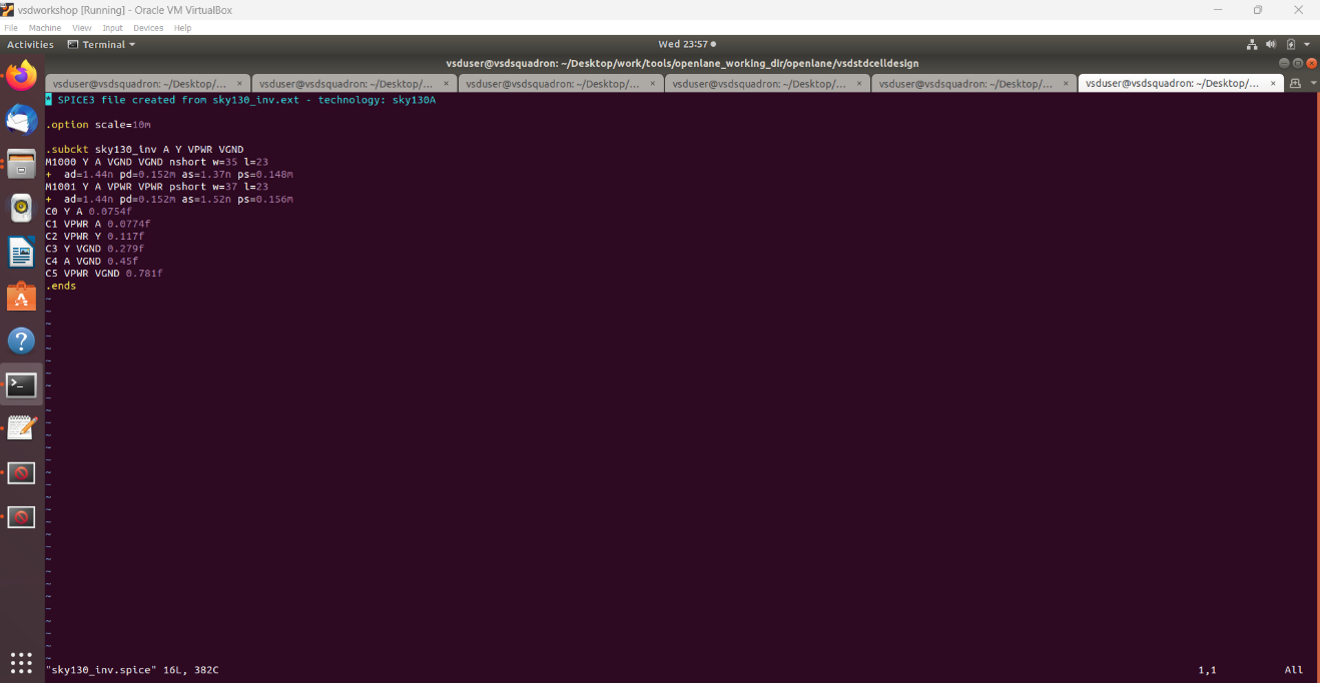 vsdworkshop [Running] - Oracle VM VirtualBox
File Machine View Input Devices Help
Activities Terminal Wed 23:57
vsduser@vsdsquadron: ~/Desktop/work/tools/openlane_working_dir/openlane/vsdstdcelldesign
vsduser@vsdsquadron: ~/Desktop/... × vsduser@vsdsquadron: ~/Desktop/... × vsduser@vsdsquadron: ~/Desktop/... × vsduser@vsdsquadron: ~/Desktop/... × vsduser@vsdsquadron: ~/Desktop/... × vsduser@vsdsquadron: ~/Desktop/... ×
* SPICE3 file created from sky130_inv.ext - technology: sky130A
.option scale=10m
.subckt sky130_inv A Y VPWR VGND
M1000 Y A VGND VGND nshort w=35 l=23
+ ad=1.44n pd=0.152m as=1.37n ps=0.148m
M1001 Y A VPWR VPWR pshort w=37 l=23
+ ad=1.44n pd=0.152m as=1.52n ps=0.156m
C0 Y A 0.0754f
C1 VPWR A 0.0774f
C2 VPWR Y 0.117f
C3 Y VGND 0.279f
C4 A VGND 0.45f
C5 VPWR VGND 0.781f
.ends
"sky130_inv.spice" 16L, 382C 1,1 All